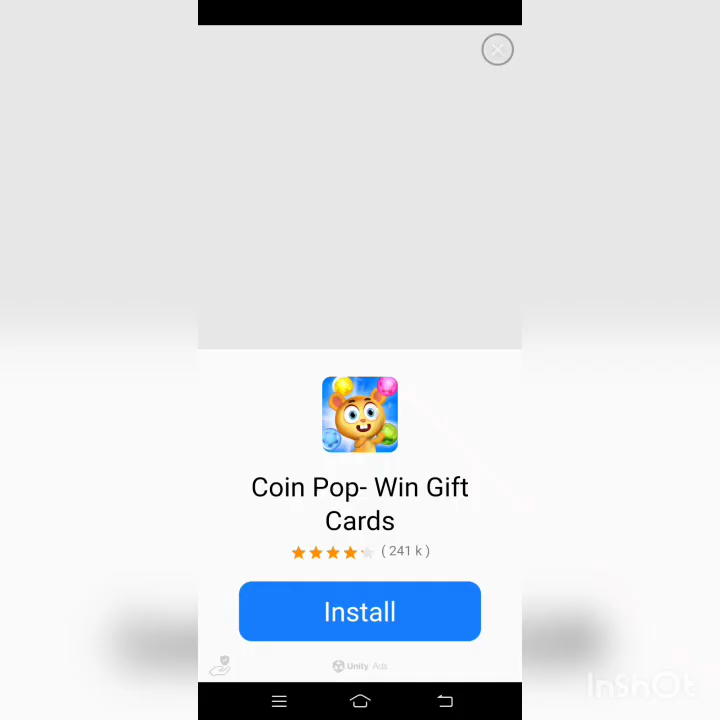 Coin Pop- Win Gift
Cards
( 241 k )
Install
Unity Ads
InShOt